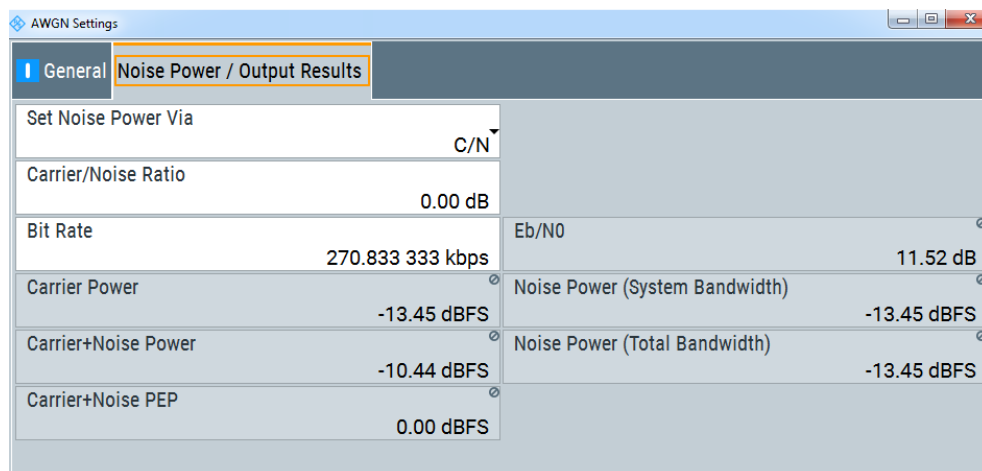 AWGN Settings
General
Noise Power / Output Results
Set Noise Power Via
C/N
Carrier/Noise Ratio
0.00 dB
Bit Rate
270.833 333 kbps
Eb/N0
11.52 dB
Carrier Power
-13.45 dBFS
Noise Power (System Bandwidth)
-13.45 dBFS
Carrier+Noise Power
-10.44 dBFS
Noise Power (Total Bandwidth)
-13.45 dBFS
Carrier+Noise PEP
0.00 dBFS